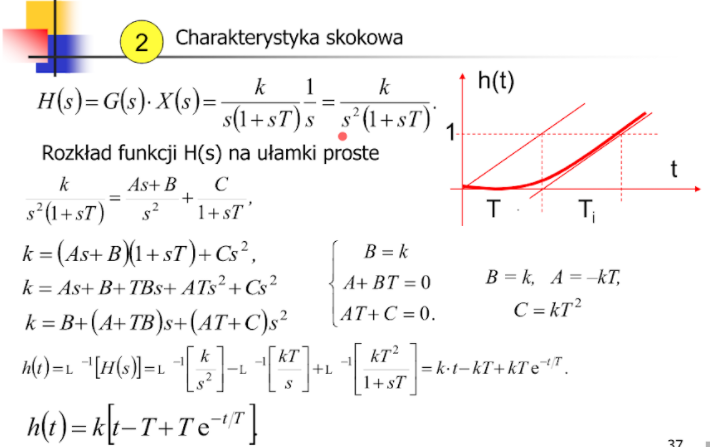 2 Charakterystyka skokowa
H(s)=G(s)·X(s)= k/(s(1+sT)) 1/s = k/(s²(1+sT)).
h(t)
1
t
T Tᵢ
Rozkład funkcji H(s) na ułamki proste
k/(s²(1+sT)) = (As+B)/s² + C/(1+sT),
k=(As+B)(1+sT)+Cs²,
k=As+B+TBs+ATs²+Cs²
k=B+(A+TB)s+(AT+C)s²
B=k
A+BT=0
AT+C=0.
B=k, A=–kT,
C=kT²
h(t)=L⁻¹[H(s)]=L⁻¹[k/s²]–L⁻¹[kT/s]+L⁻¹[kT²/(1+sT)]=k·t–kT+kTe^(–t/T).
h(t)=k[t–T+Te^(–t/T)].
37